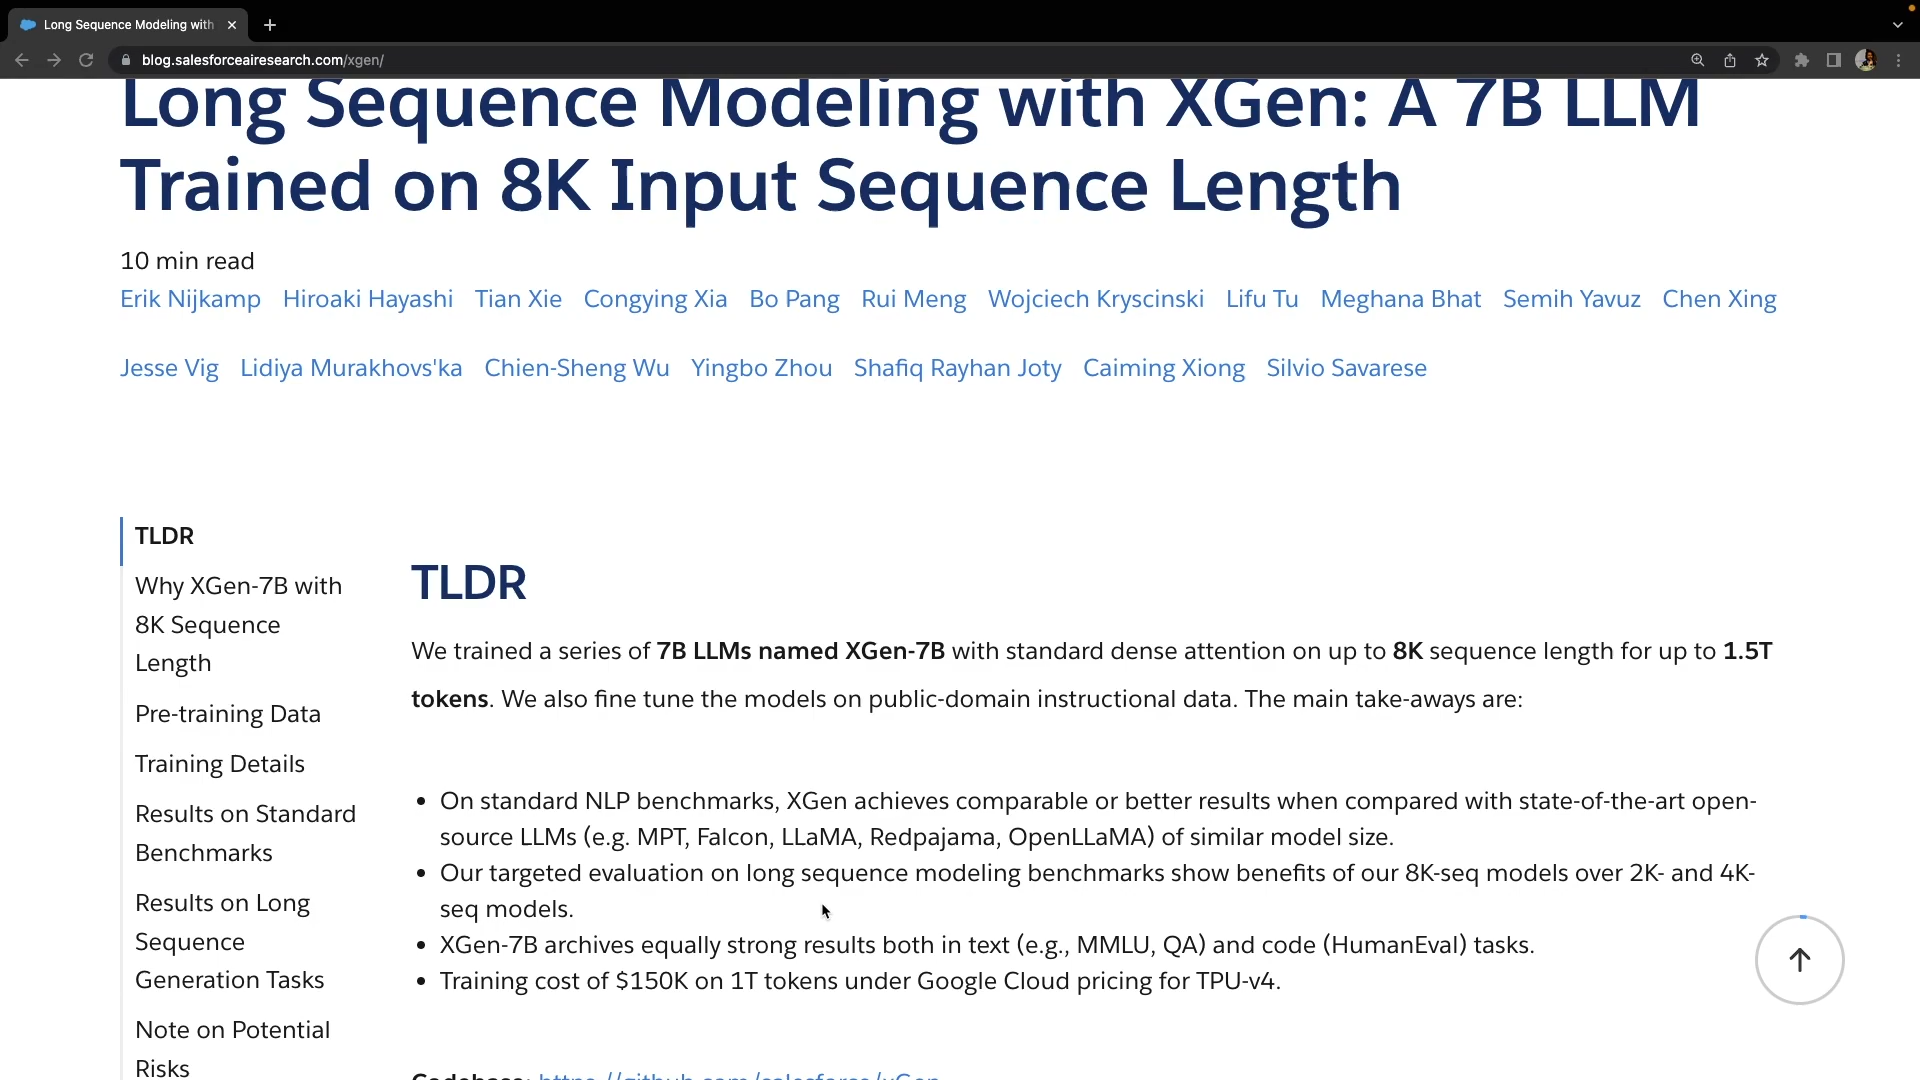 Long Sequence Modeling with
blog.salesforceairesearch.com/xgen/
Long Sequence Modeling with XGen: A 7B LLM
Trained on 8K Input Sequence Length
10 min read
Erik Nijkamp Hiroaki Hayashi Tian Xie Congying Xia Bo Pang Rui Meng Wojciech Kryscinski Lifu Tu Meghana Bhat Semih Yavuz Chen Xing
Jesse Vig Lidiya Murakhovs'ka Chien-Sheng Wu Yingbo Zhou Shafiq Rayhan Joty Caiming Xiong Silvio Savarese
TLDR
Why XGen-7B with
8K Sequence
Length
Pre-training Data
Training Details
Results on Standard
Benchmarks
Results on Long
Sequence
Generation Tasks
Note on Potential
Risks
TLDR
We trained a series of 7B LLMs named XGen-7B with standard dense attention on up to 8K sequence length for up to 1.5T
tokens. We also fine tune the models on public-domain instructional data. The main take-aways are:
• On standard NLP benchmarks, XGen achieves comparable or better results when compared with state-of-the-art open-
source LLMs (e.g. MPT, Falcon, LLaMA, Redpajama, OpenLLaMA) of similar model size.
• Our targeted evaluation on long sequence modeling benchmarks show benefits of our 8K-seq models over 2K- and 4K-
seq models.
• XGen-7B archives equally strong results both in text (e.g., MMLU, QA) and code (HumanEval) tasks.
• Training cost of $150K on 1T tokens under Google Cloud pricing for TPU-v4.
Codebase: https://github.com/salesforce/xGen